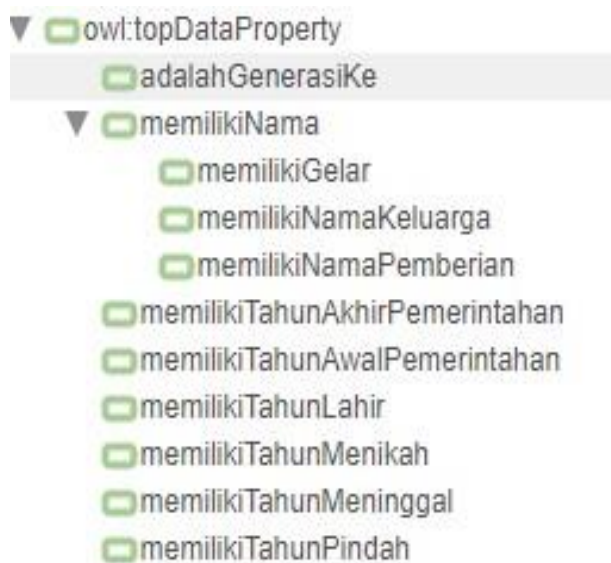 owl:topDataProperty
adalahGenerasiKe
memilikiNama
memilikiGelar
memilikiNamaKeluarga
memilikiNamaPemberian
memilikiTahunAkhirPemerintahan
memilikiTahunAwalPemerintahan
memilikiTahunLahir
memilikiTahunMenikah
memilikiTahunMeninggal
memilikiTahunPindah